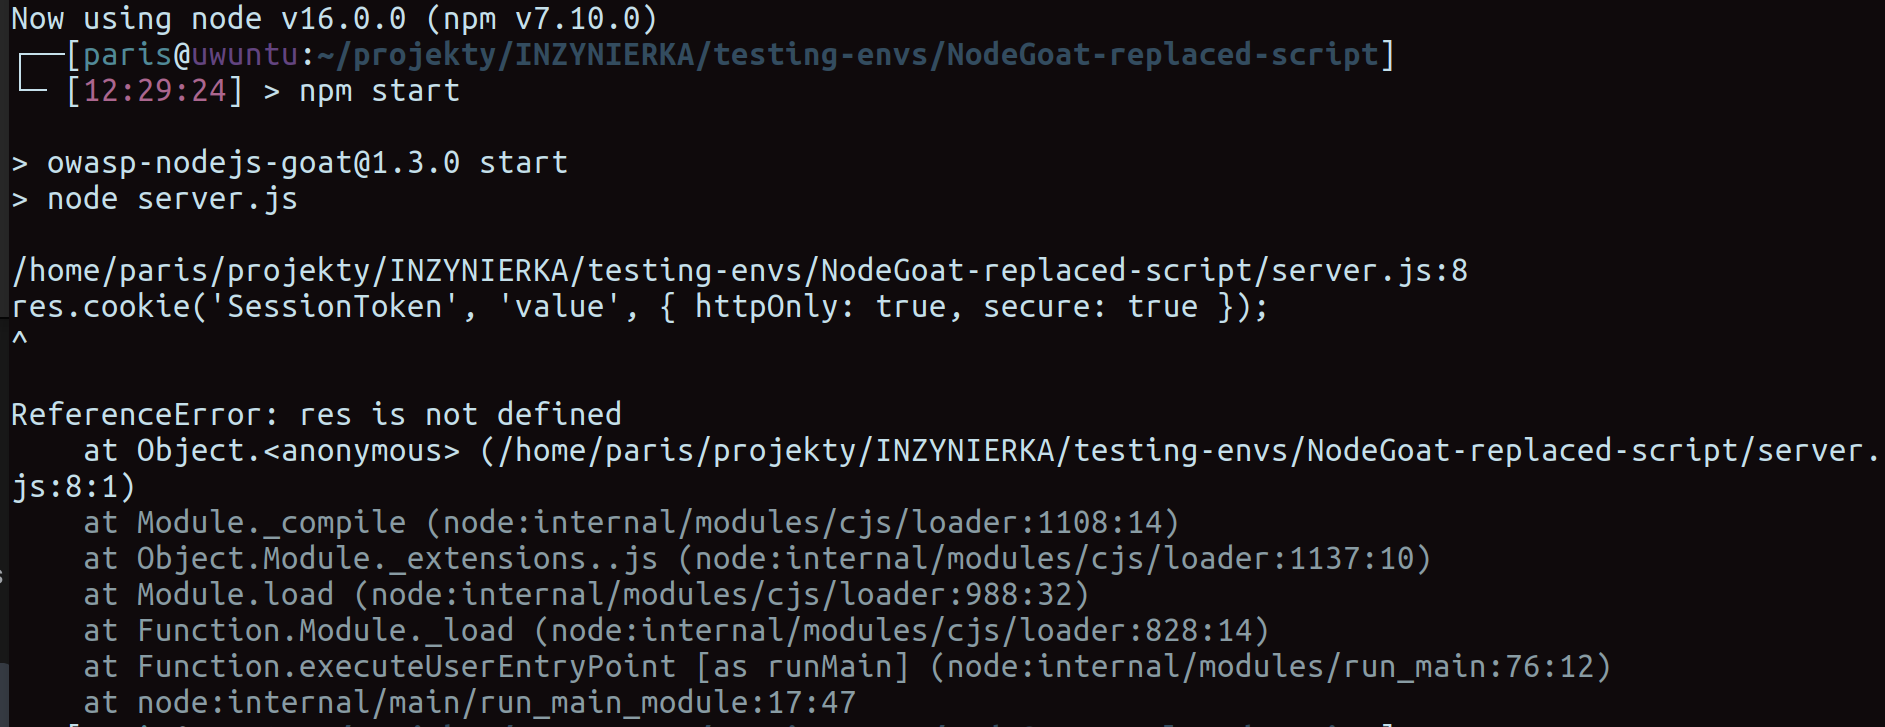 Now using node v16.0.0 (npm v7.10.0)
[paris@uwuntu:~/projekty/INZYNIERKA/testing-envs/NodeGoat-replaced-script]
[12:29:24] > npm start
> owasp-nodejs-goat@1.3.0 start
> node server.js
/home/paris/projekty/INZYNIERKA/testing-envs/NodeGoat-replaced-script/server.js:8
res.cookie('SessionToken', 'value', { httpOnly: true, secure: true });
^
ReferenceError: res is not defined
    at Object.<anonymous> (/home/paris/projekty/INZYNIERKA/testing-envs/NodeGoat-replaced-script/server.
js:8:1)
    at Module._compile (node:internal/modules/cjs/loader:1108:14)
    at Object.Module._extensions..js (node:internal/modules/cjs/loader:1137:10)
    at Module.load (node:internal/modules/cjs/loader:988:32)
    at Function.Module._load (node:internal/modules/cjs/loader:828:14)
    at Function.executeUserEntryPoint [as runMain] (node:internal/modules/run_main:76:12)
    at node:internal/main/run_main_module:17:47